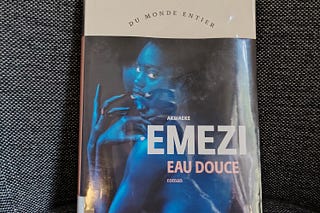 DU MONDE ENTIER
AKWAEKE
EMEZI
EAU DOUCE
roman